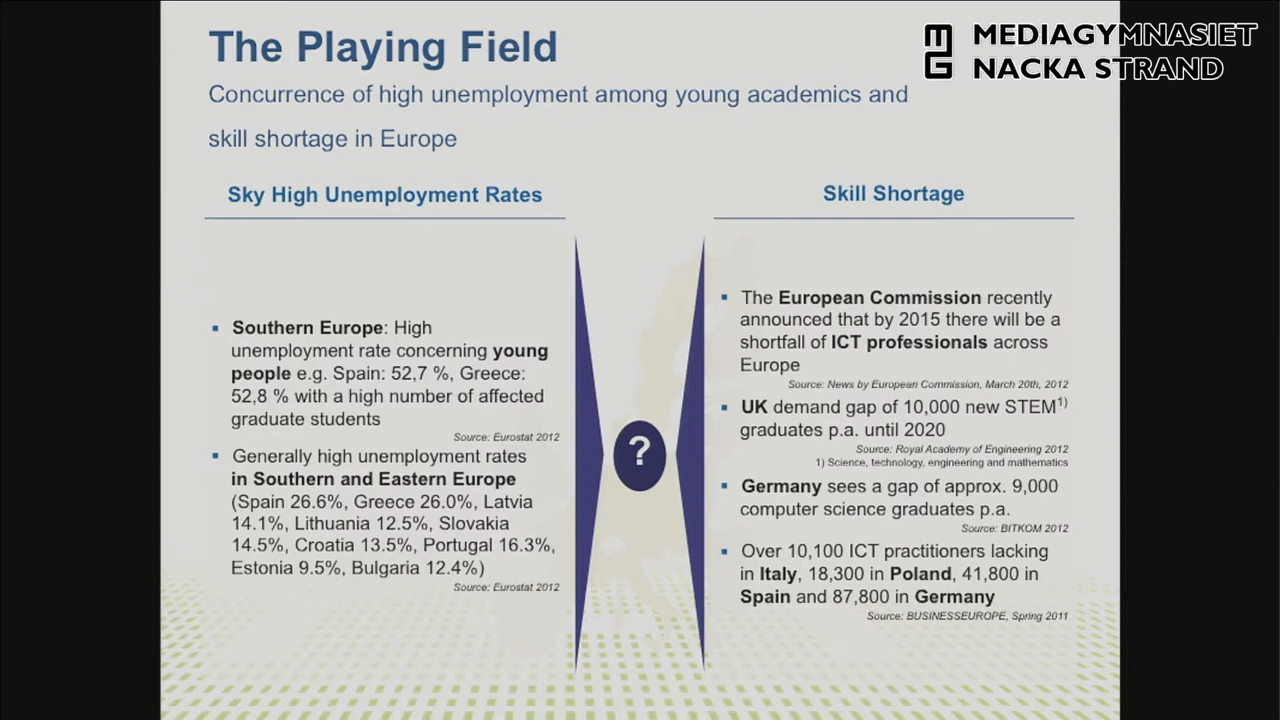 The Playing Field
MEDIAGYMNASIET
NACKA STRAND
Concurrence of high unemployment among young academics and
skill shortage in Europe
Sky High Unemployment Rates
Southern Europe: High
unemployment rate concerning young
people e.g. Spain: 52,7 %, Greece:
52,8 % with a high number of affected
graduate students
Source: Eurostat 2012
Generally high unemployment rates
in Southern and Eastern Europe
(Spain 26.6%, Greece 26.0%, Latvia
14.1%, Lithuania 12.5%, Slovakia
14.5%, Croatia 13.5%, Portugal 16.3%,
Estonia 9.5%, Bulgaria 12.4%)
Source: Eurostat 2012
?
Skill Shortage
The European Commission recently
announced that by 2015 there will be a
shortfall of ICT professionals across
Europe
Source: News by European Commission, March 20th, 2012
UK demand gap of 10,000 new STEM1)
graduates p.a. until 2020
Source: Royal Academy of Engineering 2012
1) Science, technology, engineering and mathematics
Germany sees a gap of approx. 9,000
computer science graduates p.a.
Source: BITKOM 2012
Over 10,100 ICT practitioners lacking
in Italy, 18,300 in Poland, 41,800 in
Spain and 87,800 in Germany
Source: BUSINESSEUROPE, Spring 2011